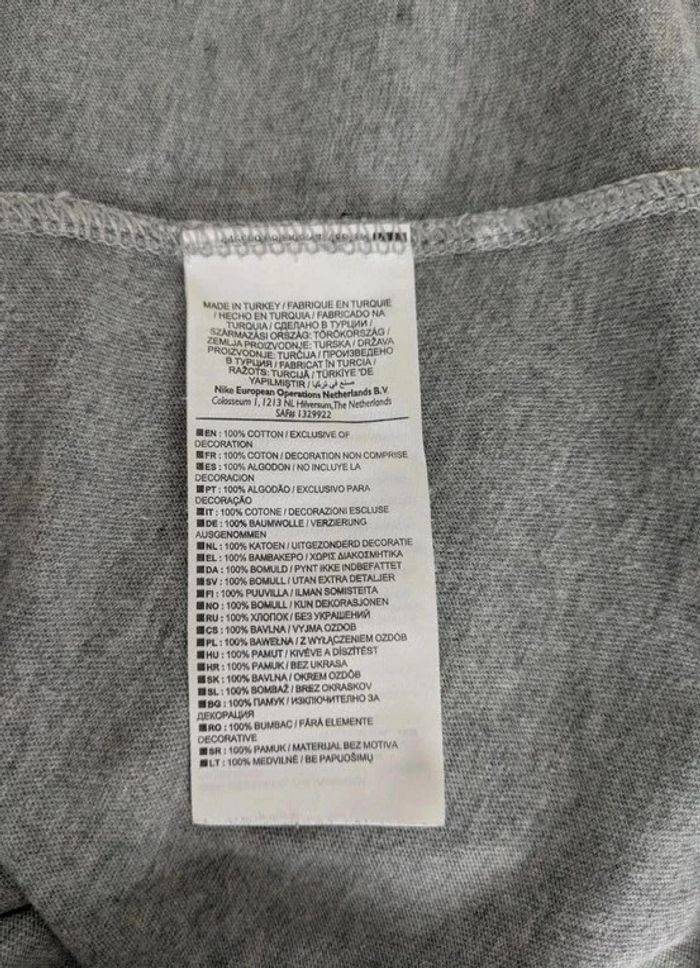 MADE IN TURKEY / FABRIQUE EN TURQUIE
/ HECHO EN TURQUIA / FABRICADO NA
TURQUIA / СДЕЛАНО В ТУРЦИИ /
SZÁRMAZÁSI ORSZÁG: TÖRÖKORSZÁG /
ZEMLJA PROIZVODNJE: TURSKA / DRŽAVA
PROIZVODNJE: TURČIJA / ПРОИЗВЕДЕНО
В ТУРЦИЯ / FABRICAT ÎN TURCIA /
RAŽOTS: TURCIJĀ / TÜRKİYE 'DE
YAPILMIŞTIR / صنع في تركيا
Nike European Operations Netherlands B.V.
Colosseum 1, 1213 NL Hilversum, The Netherlands
SAF# 1329922
EN : 100% COTTON / EXCLUSIVE OF
DECORATION
FR : 100% COTON / DECORATION NON COMPRISE
ES : 100% ALGODON / NO INCLUYE LA
DECORACION
PT : 100% ALGODÃO / EXCLUSIVO PARA
DECORAÇÃO
IT : 100% COTONE / DECORAZIONI ESCLUSE
DE : 100% BAUMWOLLE / VERZIERUNG
AUSGENOMMEN
NL : 100% KATOEN / UITGEZONDERD DECORATIE
EL : 100% ΒΑΜΒΑΚΕΡΟ / ΧΩΡΙΣ ΔΙΑΚΟΣΜΗΤΙΚΑ
DA : 100% BOMULD / PYNT IKKE INDBEFATTET
SV : 100% BOMULL / UTAN EXTRA DETALJER
FI : 100% PUUVILLA / ILMAN SOMISTEITA
NO : 100% BOMULL / KUN DEKORASJONEN
RU : 100% ХЛОПОК / БЕЗ УКРАШЕНИЙ
CS : 100% BAVLNA / VYJMA OZDOB
PL : 100% BAWEŁNA / Z WYŁĄCZENIEM OZDÓB
HU : 100% PAMUT / KIVÉVE A DÍSZÍTÉST
HR : 100% PAMUK / BEZ UKRASA
SK : 100% BAVLNA / OKREM OZDÔB
SL : 100% BOMBAŽ / BREZ OKRASKOV
BG : 100% ПАМУК / ИЗКЛЮЧИТЕЛНО ЗА
ДЕКОРАЦИЯ
RO : 100% BUMBAC / FĂRĂ ELEMENTE
DECORATIVE
SR : 100% PAMUK / MATERIJAL BEZ MOTIVA
LT : 100% MEDVILNĖ / BE PAPUOŠIMŲ